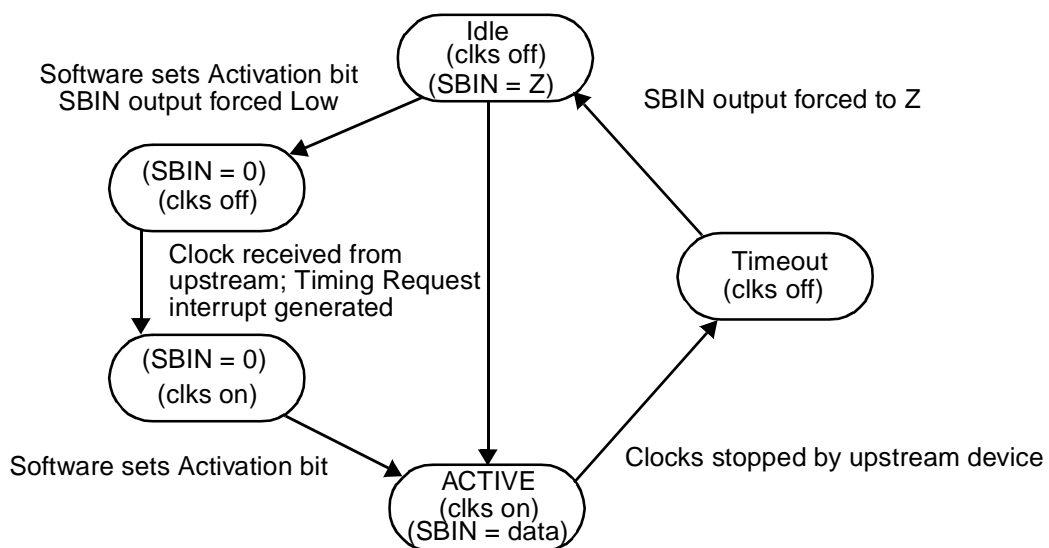 Idle
(clks off)
(SBIN = Z)
Software sets Activation bit
SBIN output forced Low
SBIN output forced to Z
(SBIN = 0)
(clks off)
Clock received from
upstream; Timing Request
interrupt generated
Timeout
(clks off)
(SBIN = 0)
(clks on)
Software sets Activation bit
Clocks stopped by upstream device
ACTIVE
(clks on)
(SBIN = data)